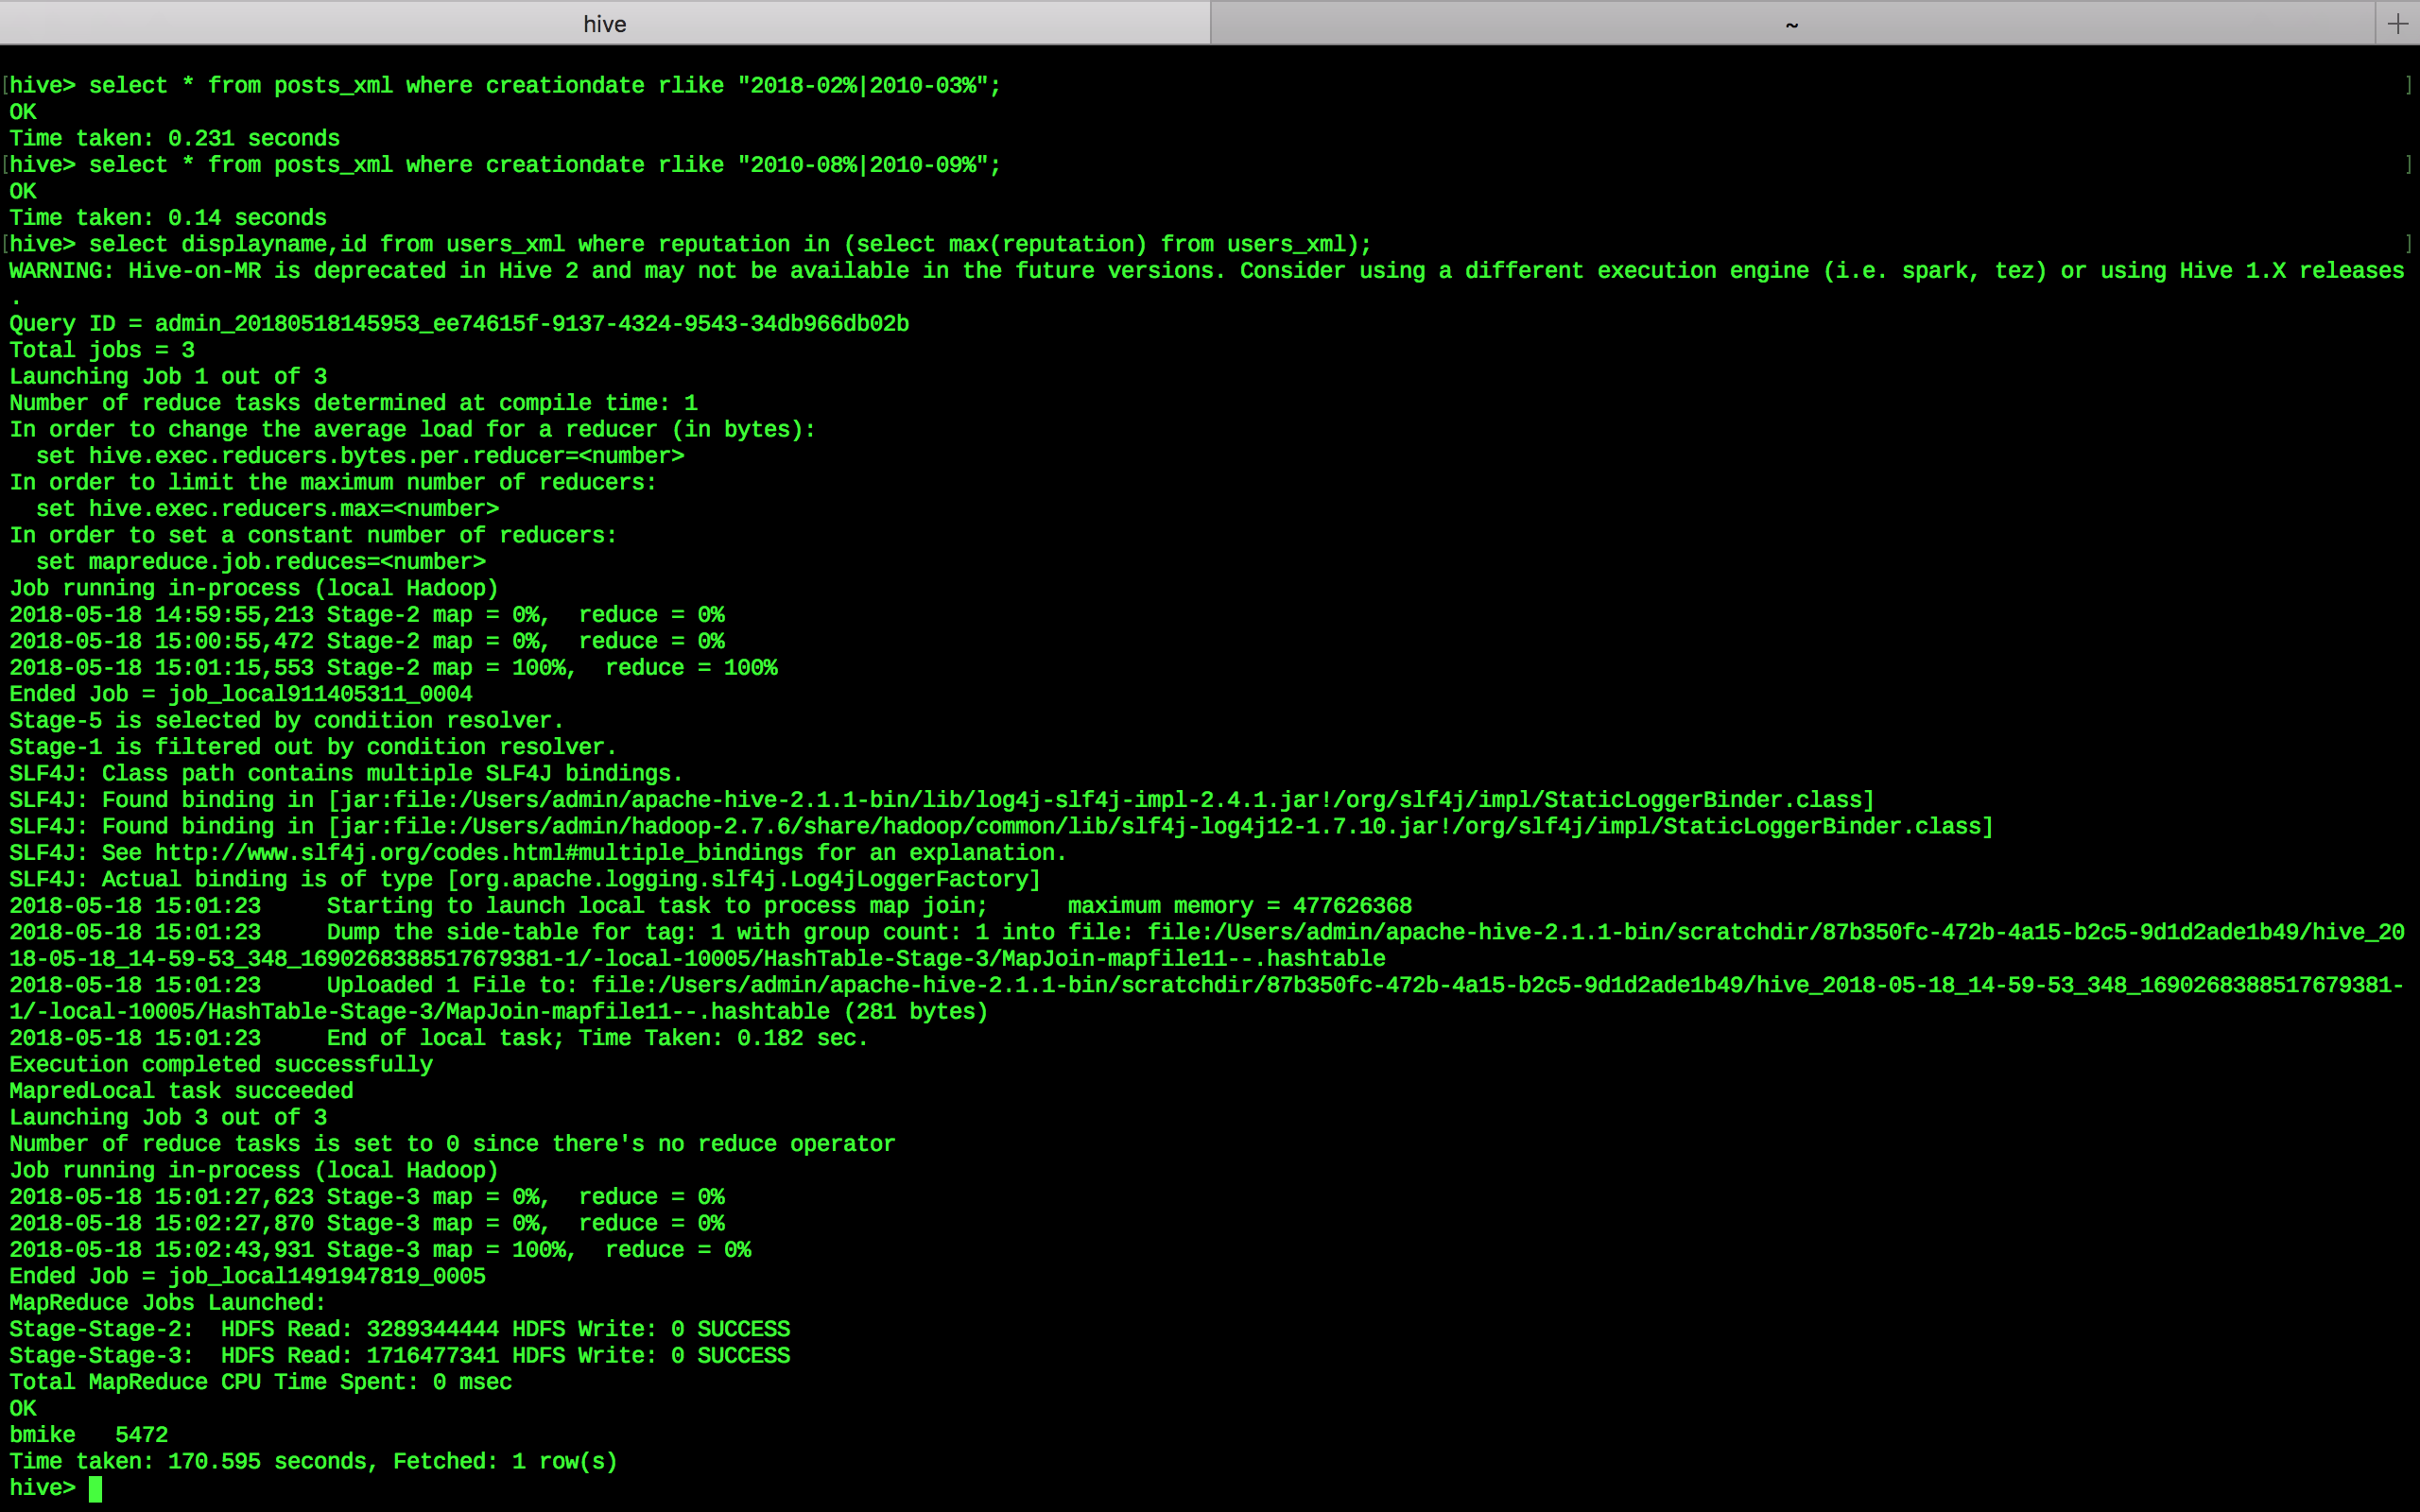 hive
~
hive> select * from posts_xml where creationdate rlike "2018-02%|2010-03%";
OK
Time taken: 0.231 seconds
hive> select * from posts_xml where creationdate rlike "2010-08%|2010-09%";
OK
Time taken: 0.14 seconds
hive> select displayname,id from users_xml where reputation in (select max(reputation) from users_xml);
WARNING: Hive-on-MR is deprecated in Hive 2 and may not be available in the future versions. Consider using a different execution engine (i.e. spark, tez) or using Hive 1.X releases
.
Query ID = admin_20180518145953_ee74615f-9137-4324-9543-34db966db02b
Total jobs = 3
Launching Job 1 out of 3
Number of reduce tasks determined at compile time: 1
In order to change the average load for a reducer (in bytes):
  set hive.exec.reducers.bytes.per.reducer=<number>
In order to limit the maximum number of reducers:
  set hive.exec.reducers.max=<number>
In order to set a constant number of reducers:
  set mapreduce.job.reduces=<number>
Job running in-process (local Hadoop)
2018-05-18 14:59:55,213 Stage-2 map = 0%,  reduce = 0%
2018-05-18 15:00:55,472 Stage-2 map = 0%,  reduce = 0%
2018-05-18 15:01:15,553 Stage-2 map = 100%,  reduce = 100%
Ended Job = job_local911405311_0004
Stage-5 is selected by condition resolver.
Stage-1 is filtered out by condition resolver.
SLF4J: Class path contains multiple SLF4J bindings.
SLF4J: Found binding in [jar:file:/Users/admin/apache-hive-2.1.1-bin/lib/log4j-slf4j-impl-2.4.1.jar!/org/slf4j/impl/StaticLoggerBinder.class]
SLF4J: Found binding in [jar:file:/Users/admin/hadoop-2.7.6/share/hadoop/common/lib/slf4j-log4j12-1.7.10.jar!/org/slf4j/impl/StaticLoggerBinder.class]
SLF4J: See http://www.slf4j.org/codes.html#multiple_bindings for an explanation.
SLF4J: Actual binding is of type [org.apache.logging.slf4j.Log4jLoggerFactory]
2018-05-18 15:01:23     Starting to launch local task to process map join;      maximum memory = 477626368
2018-05-18 15:01:23     Dump the side-table for tag: 1 with group count: 1 into file: file:/Users/admin/apache-hive-2.1.1-bin/scratchdir/87b350fc-472b-4a15-b2c5-9d1d2ade1b49/hive_20
18-05-18_14-59-53_348_1690268388517679381-1/-local-10005/HashTable-Stage-3/MapJoin-mapfile11--.hashtable
2018-05-18 15:01:23     Uploaded 1 File to: file:/Users/admin/apache-hive-2.1.1-bin/scratchdir/87b350fc-472b-4a15-b2c5-9d1d2ade1b49/hive_2018-05-18_14-59-53_348_1690268388517679381-
1/-local-10005/HashTable-Stage-3/MapJoin-mapfile11--.hashtable (281 bytes)
2018-05-18 15:01:23     End of local task; Time Taken: 0.182 sec.
Execution completed successfully
MapredLocal task succeeded
Launching Job 3 out of 3
Number of reduce tasks is set to 0 since there's no reduce operator
Job running in-process (local Hadoop)
2018-05-18 15:01:27,623 Stage-3 map = 0%,  reduce = 0%
2018-05-18 15:02:27,870 Stage-3 map = 0%,  reduce = 0%
2018-05-18 15:02:43,931 Stage-3 map = 100%,  reduce = 0%
Ended Job = job_local1491947819_0005
MapReduce Jobs Launched:
Stage-Stage-2:  HDFS Read: 3289344444 HDFS Write: 0 SUCCESS
Stage-Stage-3:  HDFS Read: 1716477341 HDFS Write: 0 SUCCESS
Total MapReduce CPU Time Spent: 0 msec
OK
bmike   5472
Time taken: 170.595 seconds, Fetched: 1 row(s)
hive>